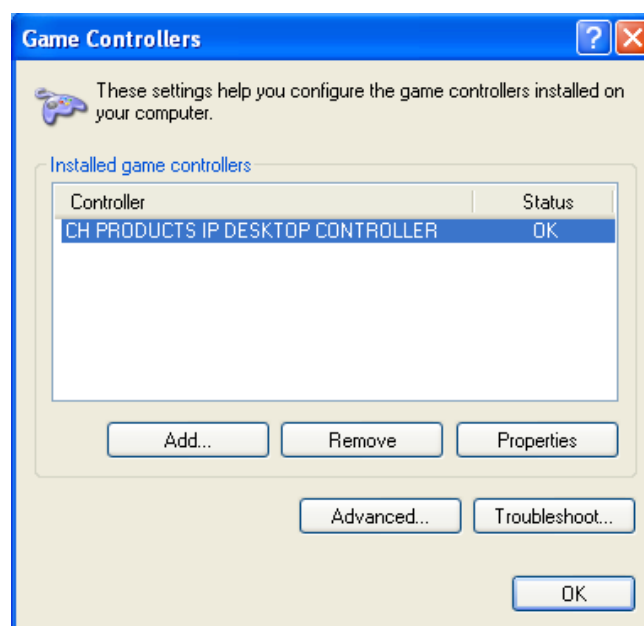 Game Controllers
?
These settings help you configure the game controllers installed on
your computer.
Installed game controllers
Controller Status
CH PRODUCTS IP DESKTOP CONTROLLER OK
Add... Remove Properties
Advanced... Troubleshoot...
OK